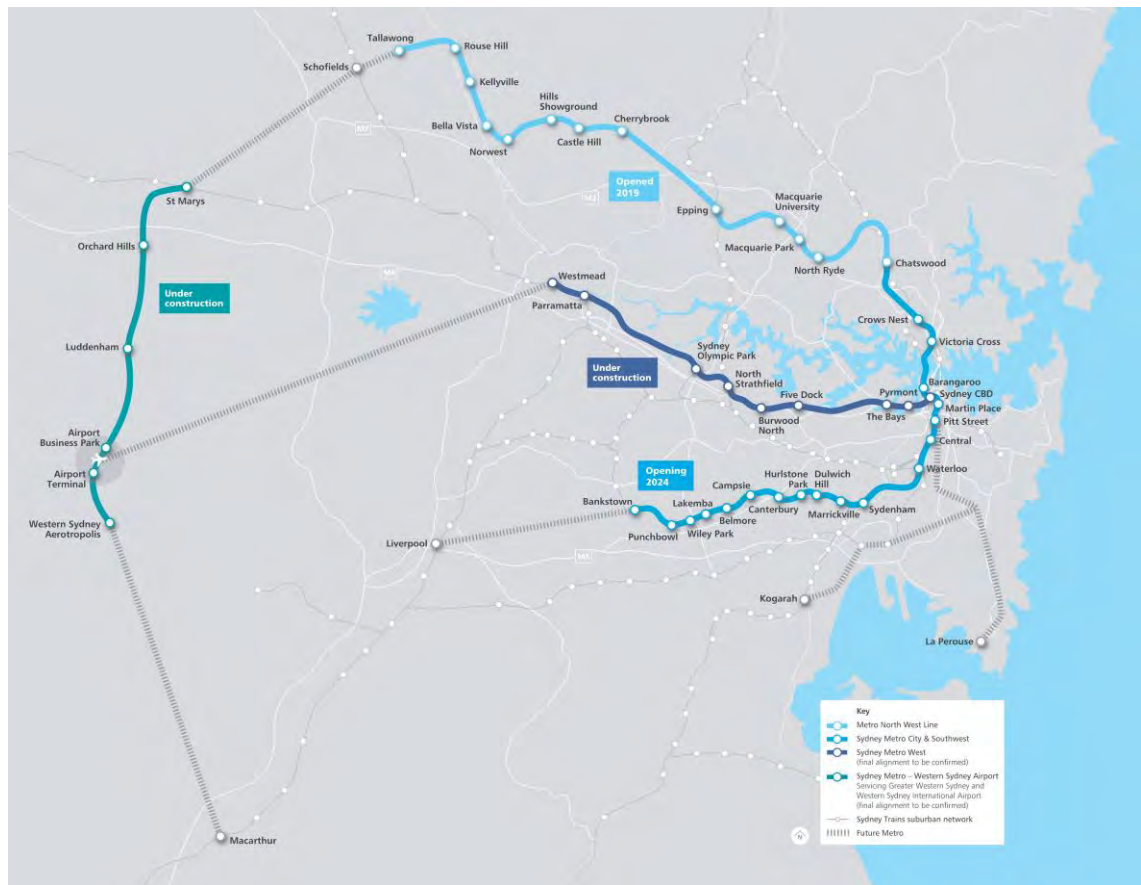 Tallawong
Rouse Hill
Schofields
Kellyville
Hills
Showground
Cherrybrook
Bella Vista
M7
Castle Hill
Norwest
St Marys
Opened
2019
M2
Epping
Macquarie
University
Macquarie Park
North Ryde
Orchard Hills
Chatswood
M4
Westmead
Parramatta
Under
construction
Crows Nest
Victoria Cross
Luddenham
Sydney
Olympic Park
Under
construction
North
Strathfield
Five Dock
Burwood
North
Pyrmont
The Bays
Barangaroo
Sydney CBD
Martin Place
Pitt Street
Central
Airport
Business Park
Airport
Terminal
Waterloo
Opening
2024
Bankstown
Punchbowl
Lakemba
Wiley Park
Campsie
Belmore
Hurlstone
Park
Canterbury
Dulwich
Hill
Marrickville
Sydenham
Western Sydney
Aerotropolis
Liverpool
M5
Kogarah
La Perouse
Macarthur
Key
Metro North West Line
Sydney Metro City & Southwest
Sydney Metro West
(final alignment to be confirmed)
Sydney Metro – Western Sydney Airport
Servicing Greater Western Sydney and
Western Sydney International Airport
(final alignment to be confirmed)
Sydney Trains suburban network
Future Metro
N